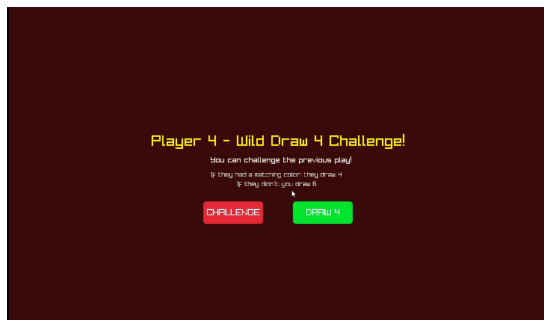 Player 4 - Wild Draw 4 Challenge!
You can challenge the previous play!
If they had a matching color: they draw 4
If they didn't: you draw 6
CHALLENGE
DRAW 4